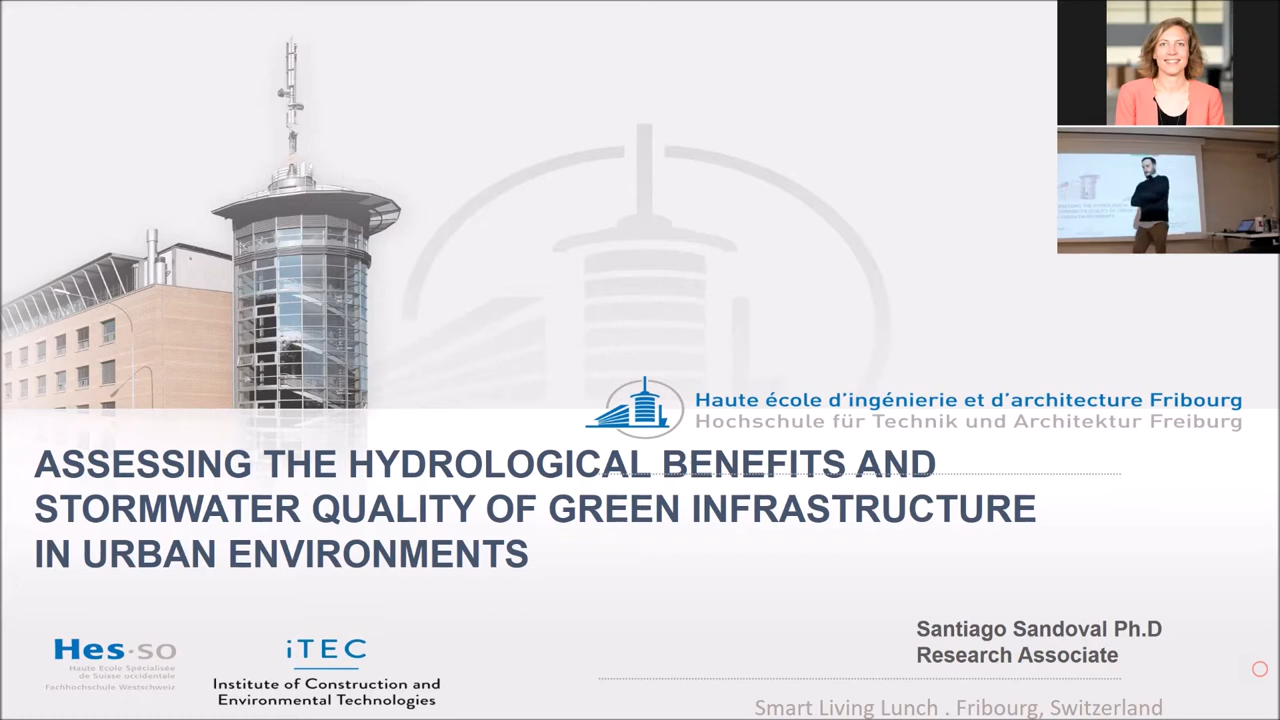 Haute école d'ingénierie et d'architecture Fribourg
Hochschule für Technik und Architektur Freiburg
ASSESSING THE HYDROLOGICAL BENEFITS AND
STORMWATER QUALITY OF GREEN INFRASTRUCTURE
IN URBAN ENVIRONMENTS
Hes·so
Haute Ecole Spécialisée
de Suisse occidentale
Fachhochschule Westschweiz
iTEC
Institute of Construction and
Environmental Technologies
Santiago Sandoval Ph.D
Research Associate
Smart Living Lunch . Fribourg, Switzerland